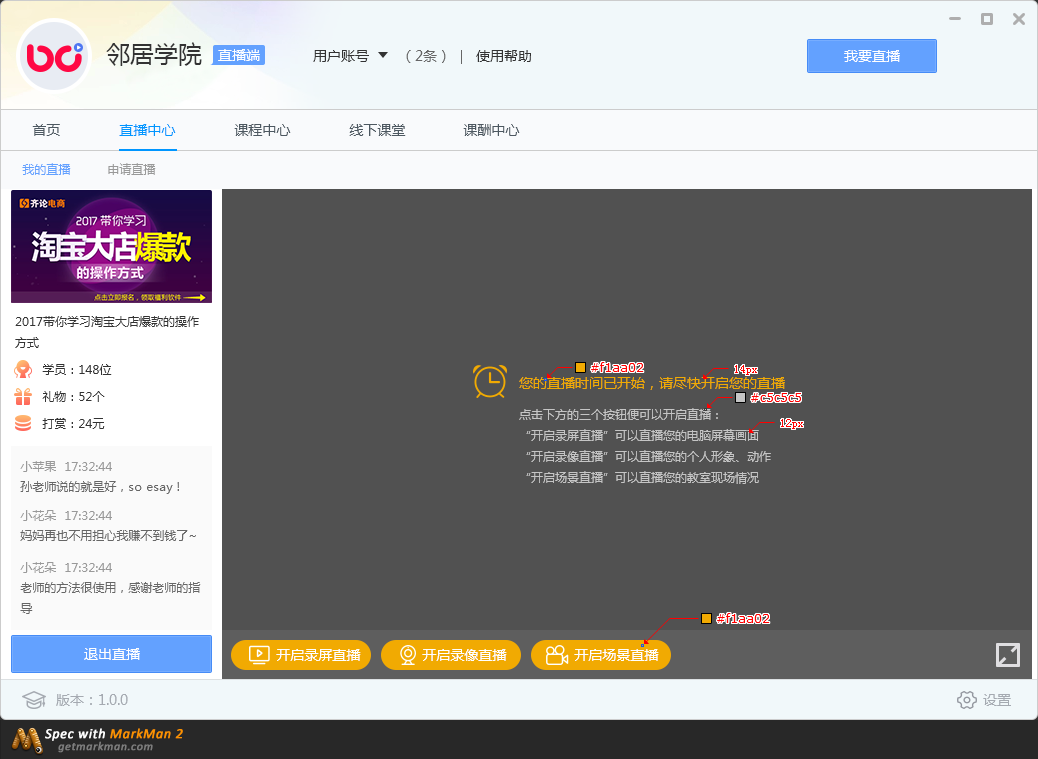 邻居学院 直播端
用户账号 （2条） | 使用帮助
我要直播
首页 直播中心 课程中心 线下课堂 课酬中心
我的直播 申请直播
齐论电商
2017 带你学习
淘宝大店爆款
的操作方式
点击立即报名，领取福利软件
2017带你学习淘宝大店爆款的操作
方式
学员：148位
礼物：52个
打赏：24元
小苹果 17:32:44
孙老师说的就是好，so esay！
小花朵 17:32:44
妈妈再也不用担心我赚不到钱了~
小花朵 17:32:44
老师的方法很使用，感谢老师的指
导
退出直播
#f1aa02
14px
您的直播时间已开始，请尽快开启您的直播
#c5c5c5
点击下方的三个按钮便可以开启直播：
12px
“开启录屏直播”可以直播您的电脑屏幕画面
“开启录像直播”可以直播您的个人形象、动作
“开启场景直播”可以直播您的教室现场情况
#f1aa02
开启录屏直播 开启录像直播 开启场景直播
版本：1.0.0
设置
Spec with MarkMan 2
getmarkman.com